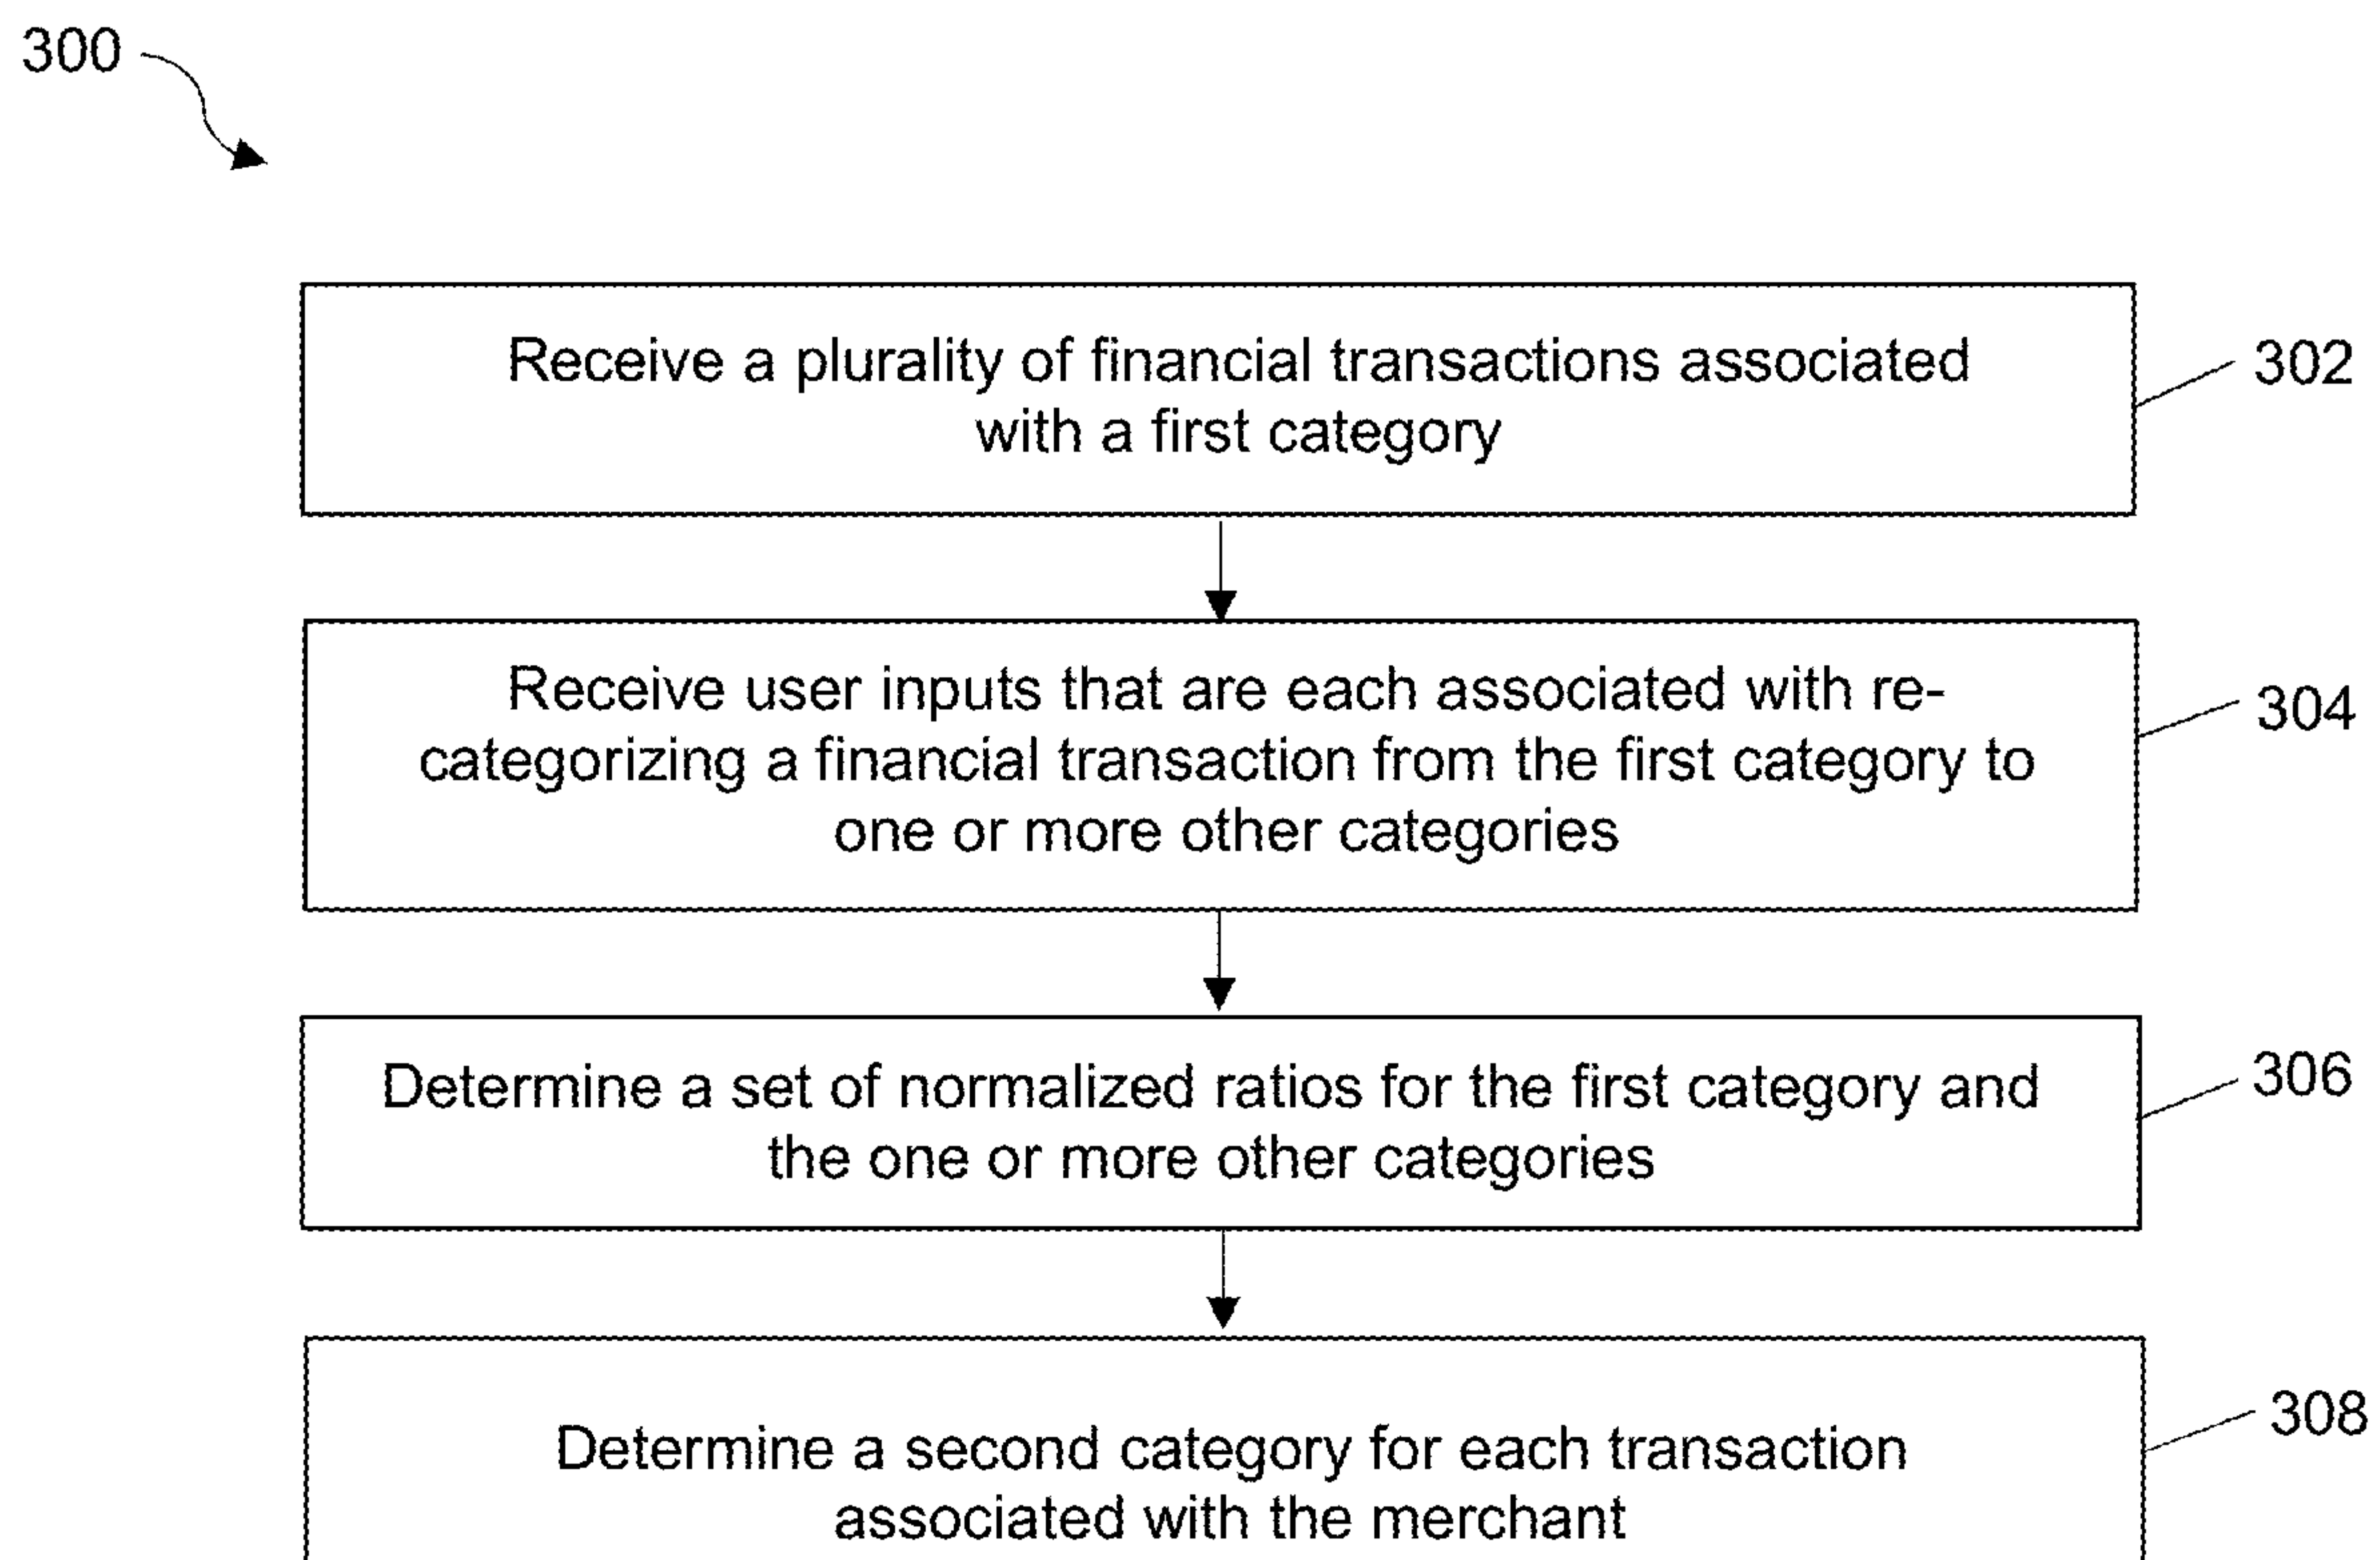 300
Receive a plurality of financial transactions associated
with a first category
302
Receive user inputs that are each associated with re-
categorizing a financial transaction from the first category to
one or more other categories
304
Determine a set of normalized ratios for the first category and
the one or more other categories
306
Determine a second category for each transaction
associated with the merchant
308